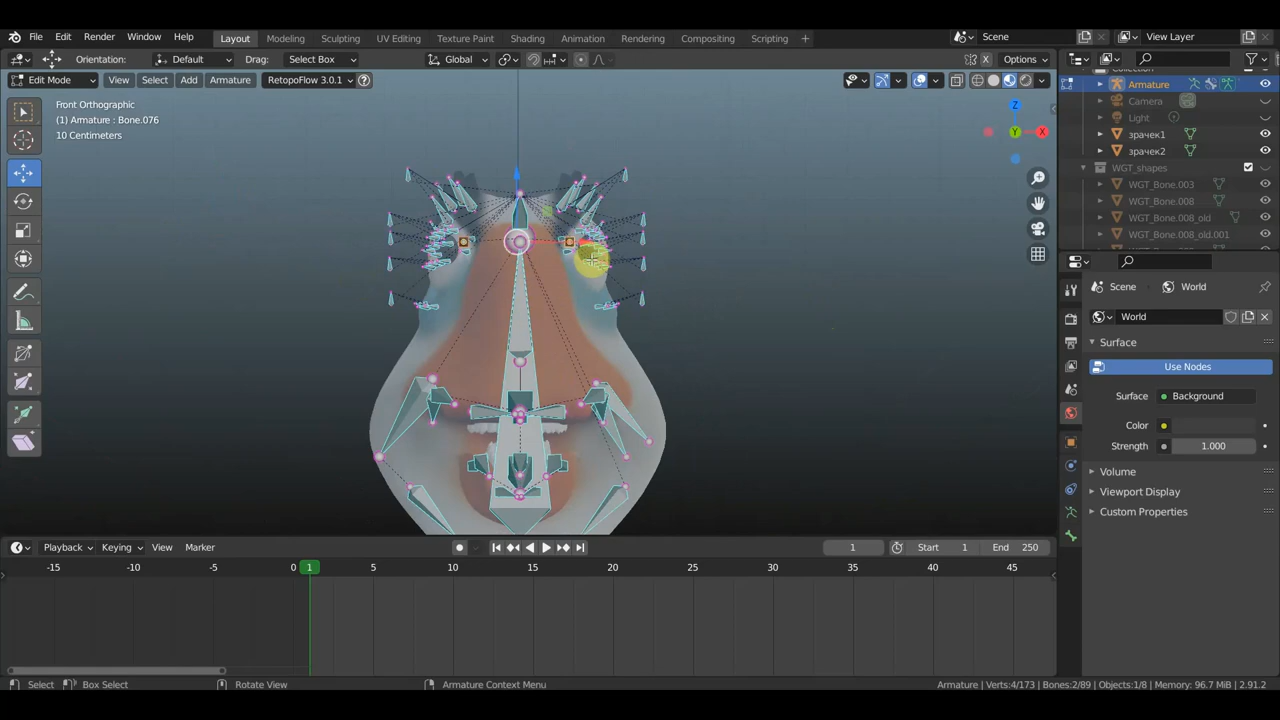 File Edit Render Window Help Layout Modeling Sculpting UV Editing Texture Paint Shading Animation Rendering Compositing Scripting + Scene View Layer
Orientation: Default Drag: Select Box Global X Options
Edit Mode View Select Add Armature RetopoFlow 3.0.1 ?
Front Orthographic
(1) Armature : Bone.076
10 Centimeters
Z
Y
X
Collection
Armature
Camera
Light
зрачек1
зрачек2
WGT_shapes
WGT_Bone.003
WGT_Bone.008
WGT_Bone.008_old
WGT_Bone.008_old.001
Scene World
World
Surface
Use Nodes
Surface Background
Color
Strength 1.000
Volume
Viewport Display
Custom Properties
Playback Keying View Marker 1 Start 1 End 250
-15 -10 -5 0 1 5 10 15 20 25 30 35 40 45
Select Box Select Rotate View Armature Context Menu Armature | Verts:4/173 | Bones:2/89 | Objects:1/8 | Memory: 96.7 MiB | 2.91.2